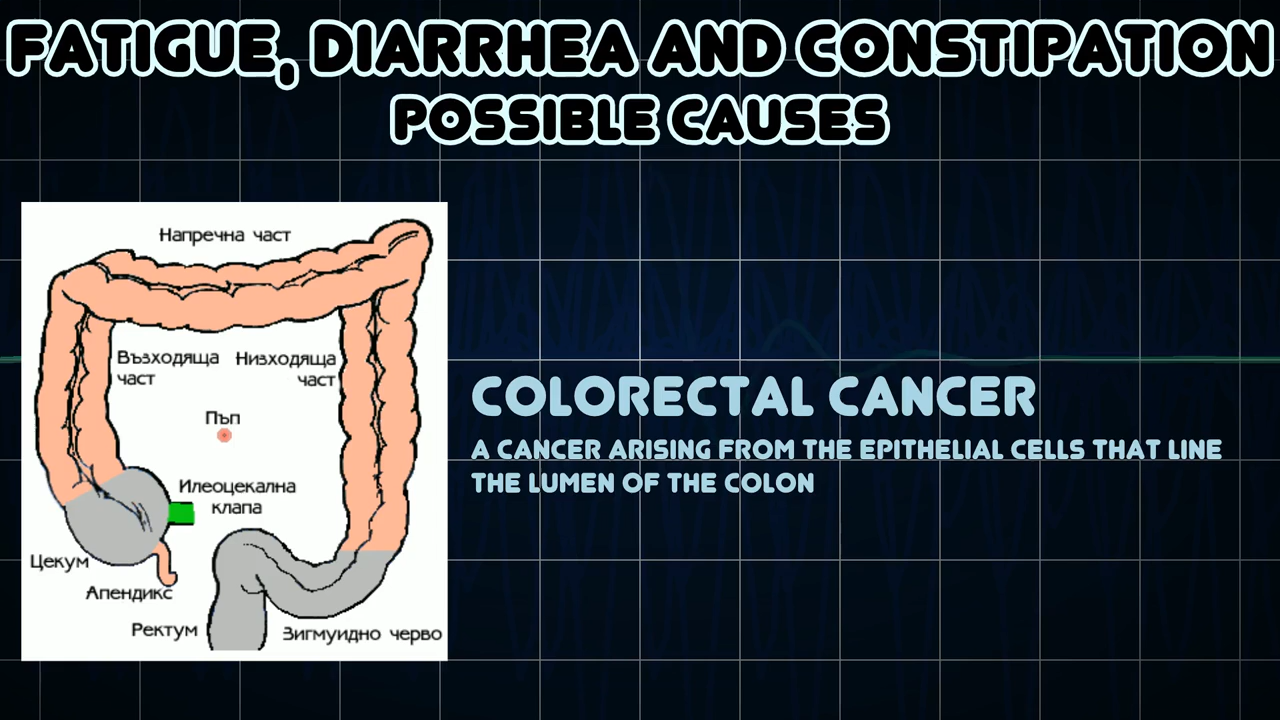 FATIGUE, DIARRHEA AND CONSTIPATION
POSSIBLE CAUSES
Напречна част
Възходяща
част
Низходяща
част
Пъп
Илеоцекална
клапа
Цекум
Апендикс
Ректум
Зигмуидно черво
COLORECTAL CANCER
A CANCER ARISING FROM THE EPITHELIAL CELLS THAT LINE
THE LUMEN OF THE COLON